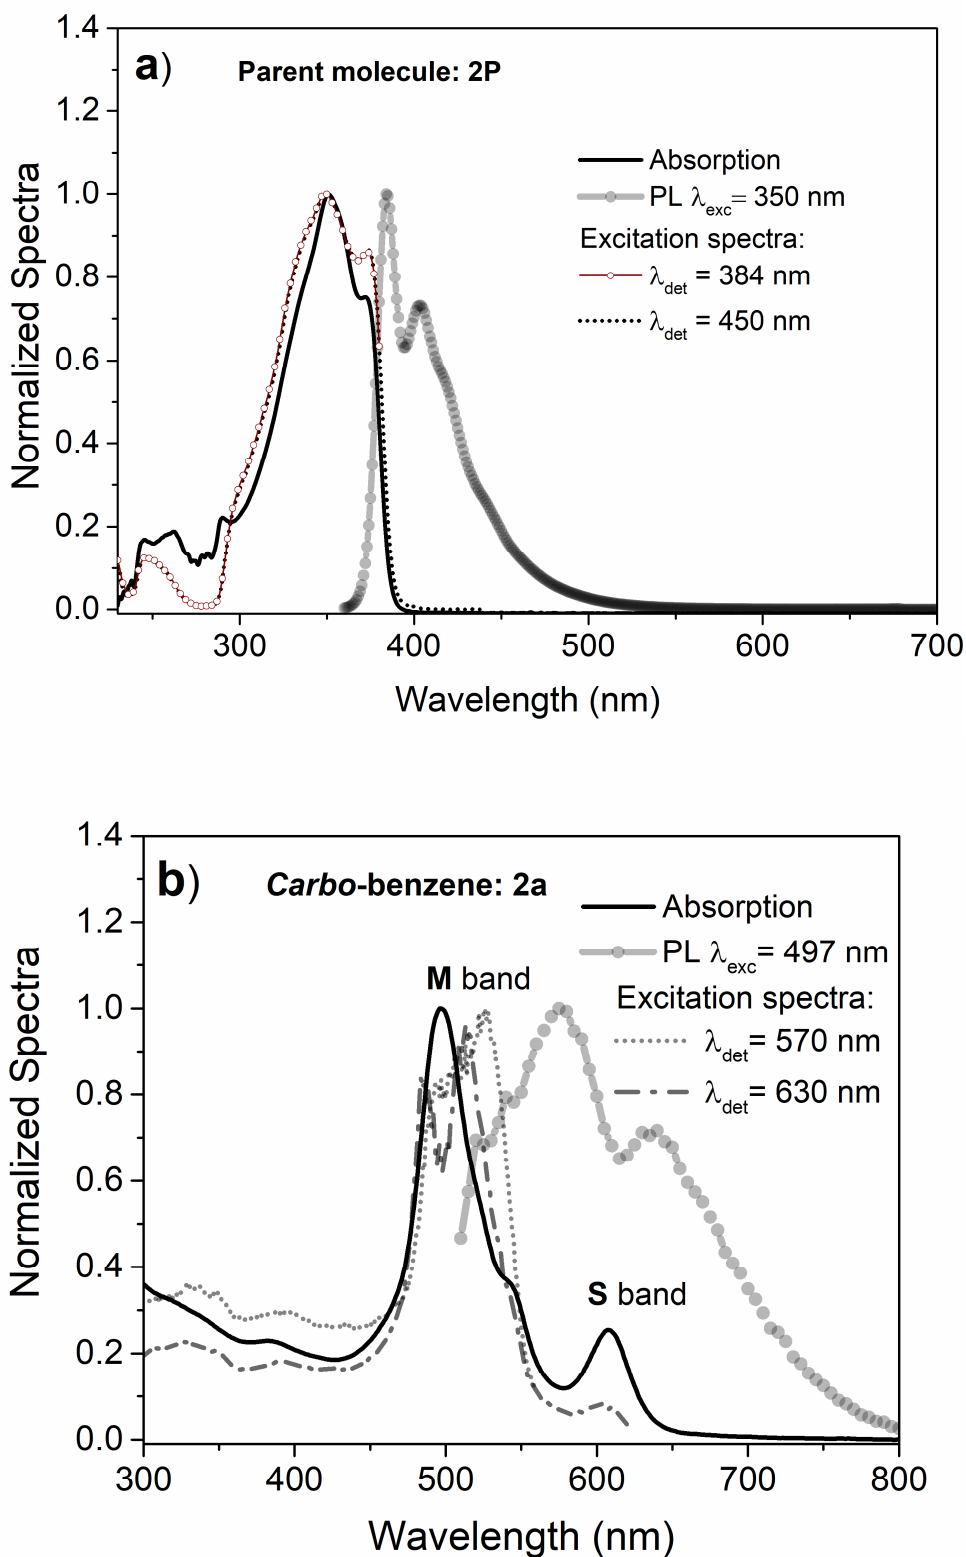 a)
Parent molecule: 2P
Absorption
PL λexc= 350 nm
Excitation spectra:
λdet = 384 nm
λdet = 450 nm
Normalized Spectra
1.4
1.2
1.0
0.8
0.6
0.4
0.2
0.0
300 400 500 600 700
Wavelength (nm)
b)
Carbo-benzene: 2a
Absorption
PL λexc= 497 nm
Excitation spectra:
λdet= 570 nm
λdet= 630 nm
M band
S band
Normalized Spectra
1.4
1.2
1.0
0.8
0.6
0.4
0.2
0.0
300 400 500 600 700 800
Wavelength (nm)